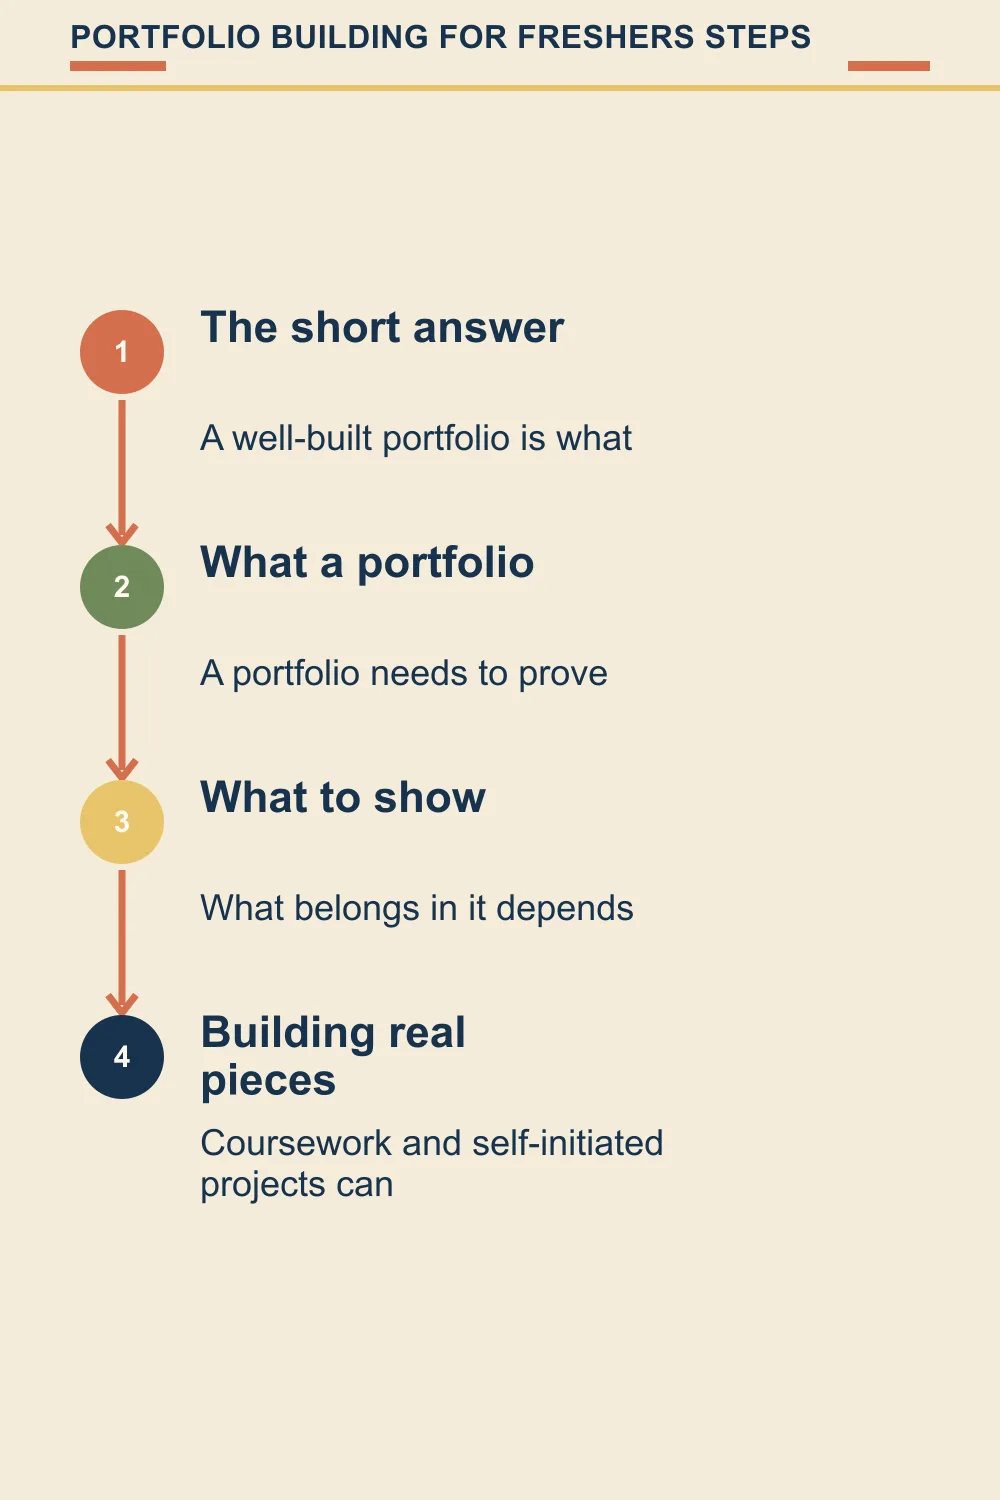 PORTFOLIO BUILDING FOR FRESHERS STEPS
1
The short answer
A well-built portfolio is what
2
What a portfolio
A portfolio needs to prove
3
What to show
What belongs in it depends
4
Building real
pieces
Coursework and self-initiated
projects can